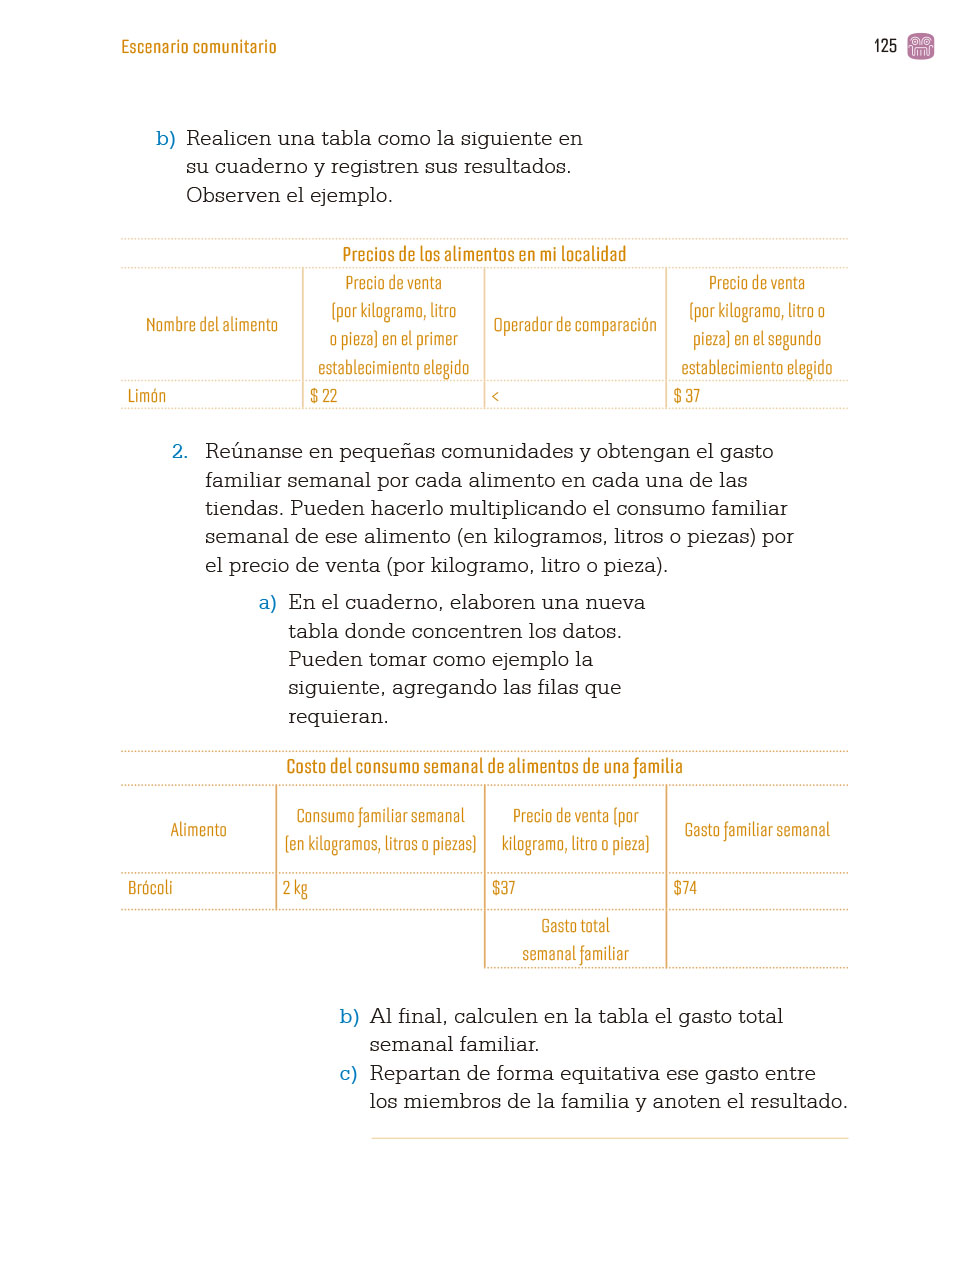 Escenario comunitario
125
b) Realicen una tabla como la siguiente en
su cuaderno y registren sus resultados.
Observen el ejemplo.
Precios de los alimentos en mi localidad
Nombre del alimento
Precio de venta
(por kilogramo, litro
o pieza) en el primer
establecimiento elegido
Operador de comparación
Precio de venta
(por kilogramo, litro o
pieza) en el segundo
establecimiento elegido
Limón
$ 22
<
$ 37
2. Reúnanse en pequeñas comunidades y obtengan el gasto
familiar semanal por cada alimento en cada una de las
tiendas. Pueden hacerlo multiplicando el consumo familiar
semanal de ese alimento (en kilogramos, litros o piezas) por
el precio de venta (por kilogramo, litro o pieza).
a) En el cuaderno, elaboren una nueva
tabla donde concentren los datos.
Pueden tomar como ejemplo la
siguiente, agregando las filas que
requieran.
Costo del consumo semanal de alimentos de una familia
Alimento
Consumo familiar semanal
(en kilogramos, litros o piezas)
Precio de venta (por
kilogramo, litro o pieza)
Gasto familiar semanal
Brócoli
2 kg
$37
$74
Gasto total
semanal familiar
b) Al final, calculen en la tabla el gasto total
semanal familiar.
c) Repartan de forma equitativa ese gasto entre
los miembros de la familia y anoten el resultado.